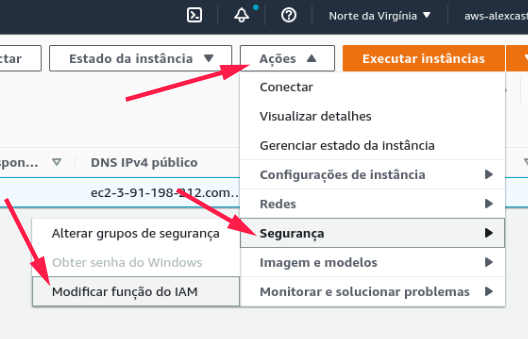 Norte da Virgínia ▼
aws-alexcast
ctar
Estado da instância ▼
Ações ▲
Executar instâncias
Conectar
Visualizar detalhes
Gerenciar estado da instância
spon...
DNS IPv4 público
Configurações de instância
ec2-3-91-198-212.com...
Redes
Alterar grupos de segurança
Segurança
Obter senha do Windows
Imagem e modelos
Modificar função do IAM
Monitorar e solucionar problemas